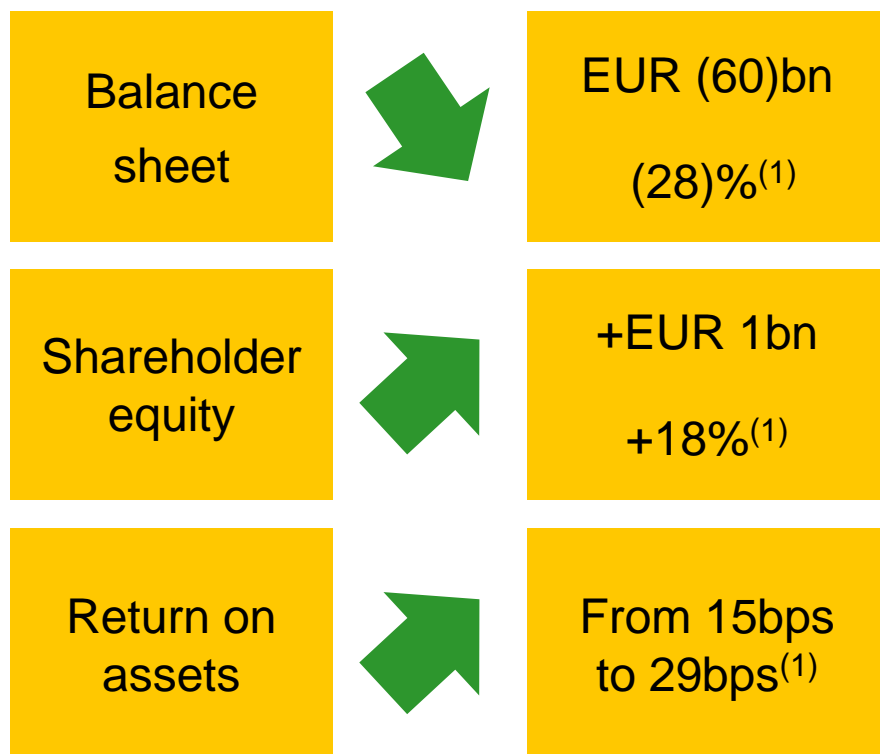 Balance
sheet
EUR (60)bn
(28)%(1)
Shareholder
equity
+EUR 1bn
+18%(1)
Return on
assets
From 15bps
to 29bps(1)